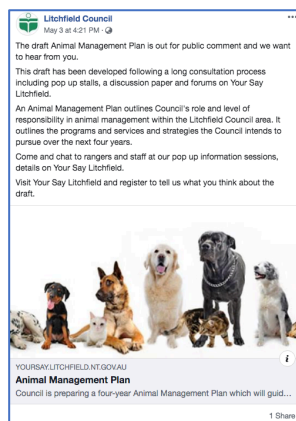 Litchfield Council
May 3 at 4:21 PM ·
The draft Animal Management Plan is out for public comment and we want
to hear from you.
This draft has been developed following a long consultation process
including pop up stalls, a discussion paper and forums on Your Say
Litchfield.
An Animal Management Plan outlines Council's role and level of
responsibility in animal management within the Litchfield Council area. It
outlines the programs and services and strategies the Council intends to
pursue over the next four years.
Come and chat to rangers and staff at our pop up information sessions,
details on Your Say Litchfield.
Visit Your Say Litchfield and register to tell us what you think about the
draft.
i
YOURSAY.LITCHFIELD.NT.GOV.AU
Animal Management Plan
Council is preparing a four-year Animal Management Plan which will guid...
1 Share